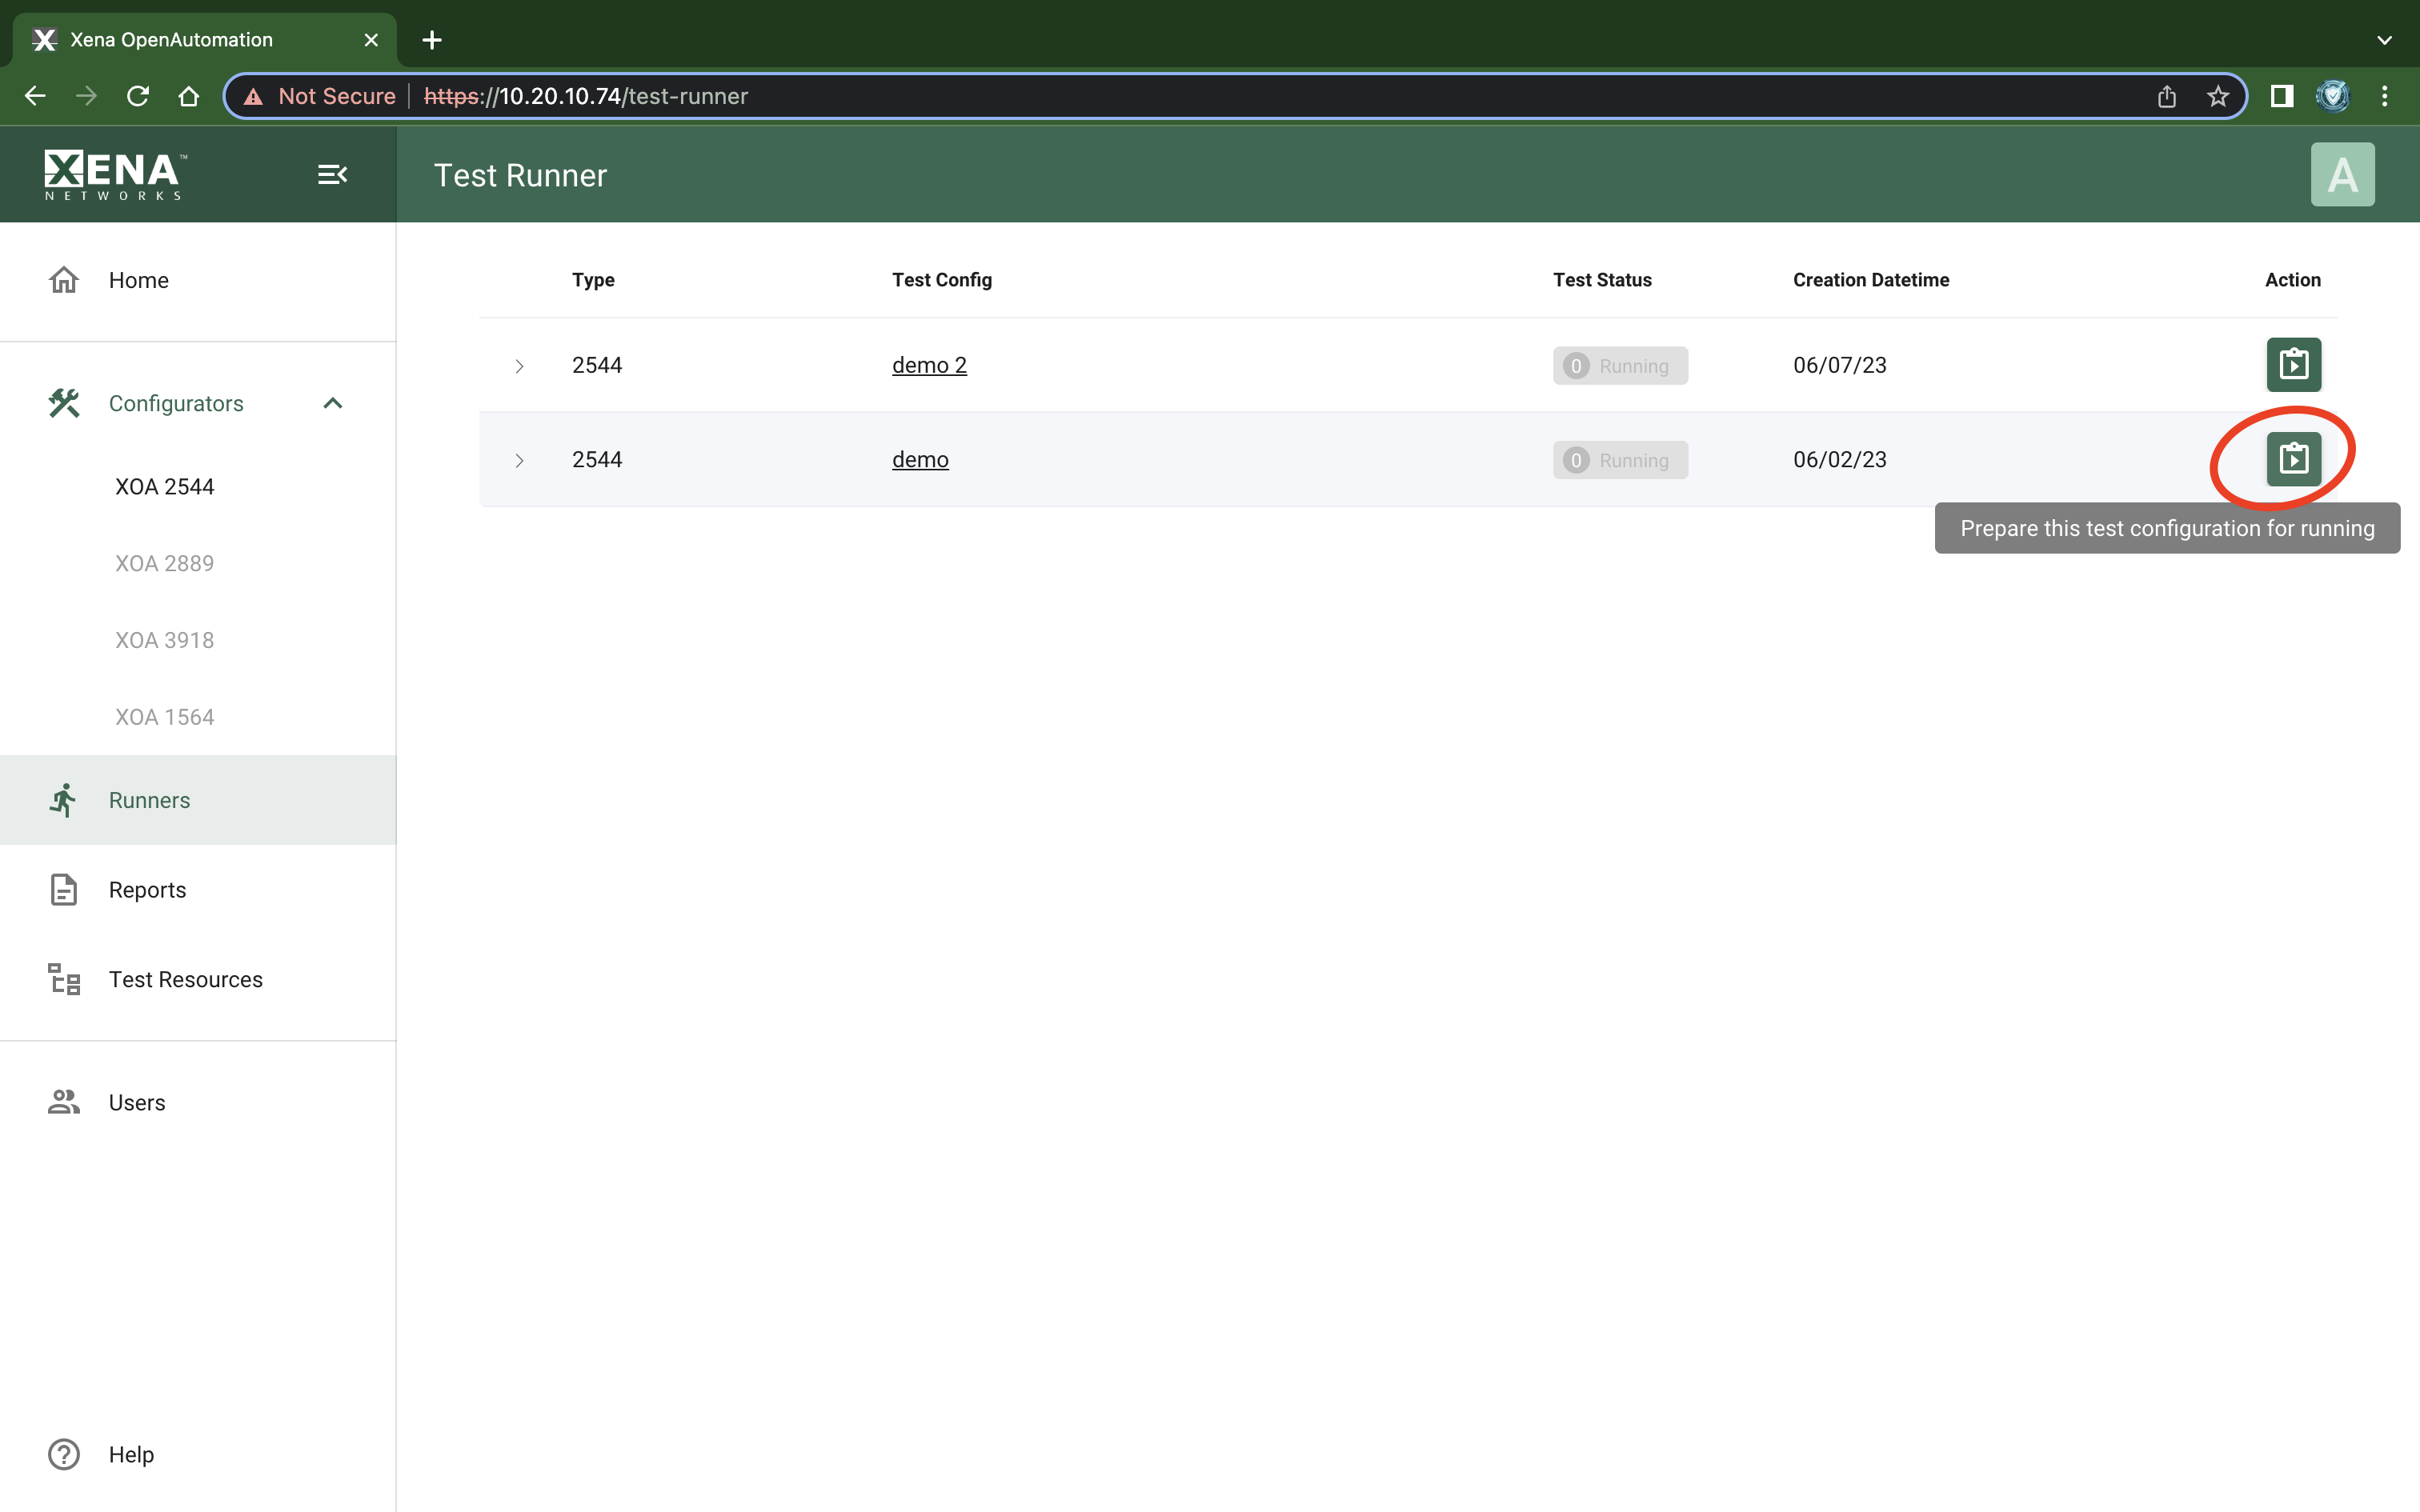 Xena OpenAutomation
Not Secure https://10.20.10.74/test-runner
XENA™
NETWORKS
Test Runner
A
Home
Configurators
XOA 2544
XOA 2889
XOA 3918
XOA 1564
Runners
Reports
Test Resources
Users
Help
Type Test Config Test Status Creation Datetime Action
2544 demo 2 0 Running 06/07/23
2544 demo 0 Running 06/02/23
Prepare this test configuration for running